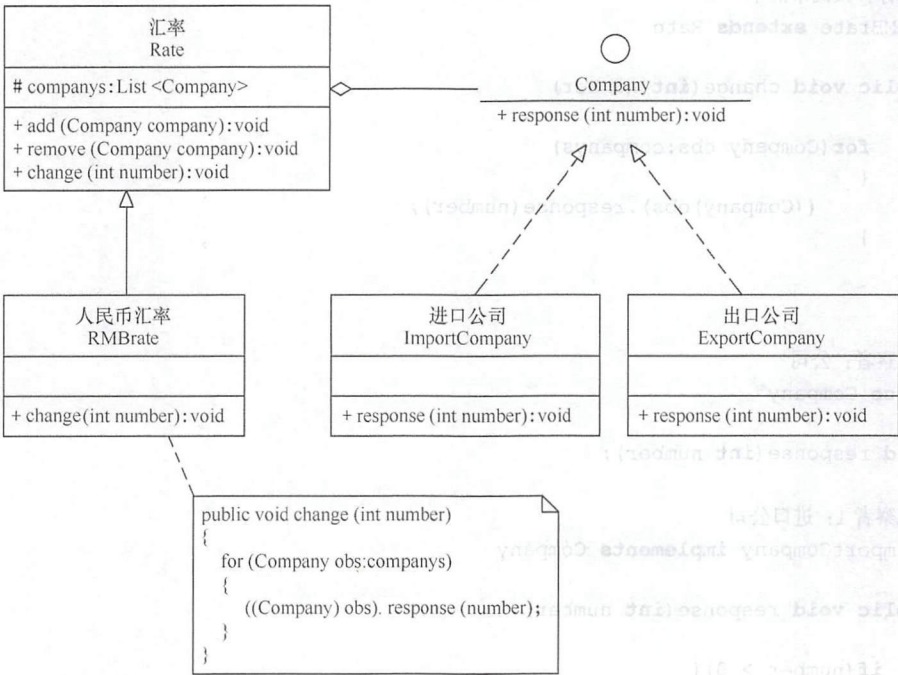 汇率
Rate
# companys:List <Company>
+ add (Company company):void
+ remove (Company company):void
+ change (int number):void
Company
+ response (int number):void
人民币汇率
RMBrate
+ change(int number):void
进口公司
ImportCompany
+ response (int number):void
出口公司
ExportCompany
+ response (int number):void
public void change (int number)
{
for (Company obs:companys)
{
((Company) obs). response (number);
}
}